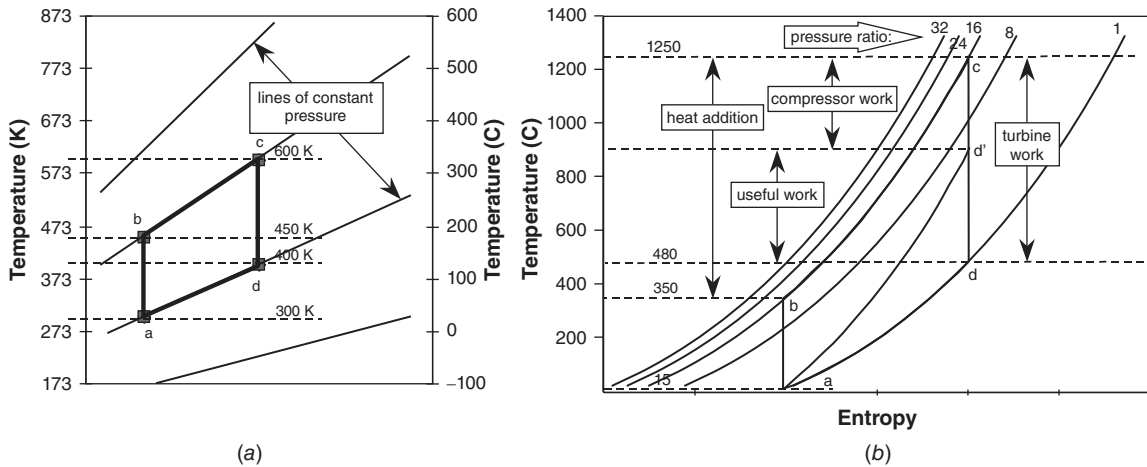 873
773
673
573
473
373
273
173
Temperature (K)
600
500
400
300
200
100
0
–100
Temperature (C)
lines of constant
pressure
c
600 K
b
450 K
400 K
d
300 K
a
(a)
1400
1200
1000
800
600
400
200
Temperature (C)
pressure ratio:
32
16
24
8
1
1250
c
compressor work
heat addition
turbine
work
d’
useful work
480
d
350
b
15
a
Entropy
(b)